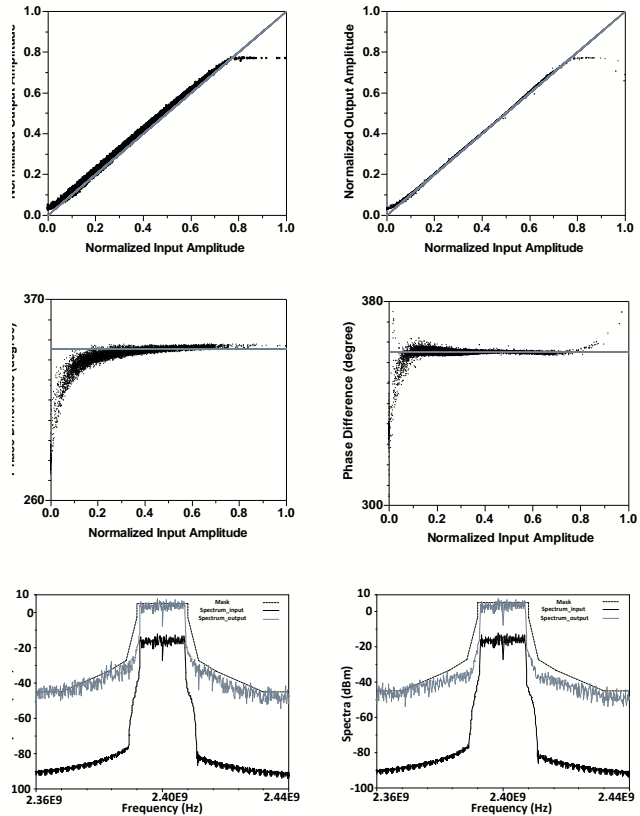 1.0
0.8
0.6
0.4
0.2
0.0
0.0 0.2 0.4 0.6 0.8 1.0
Normalized Input Amplitude
Normalized Output Amplitude
1.0
0.8
0.6
0.4
0.2
0.0
0.0 0.2 0.4 0.6 0.8 1.0
Normalized Input Amplitude
370
260
0.0 0.2 0.4 0.6 0.8 1.0
Normalized Input Amplitude
Phase Difference (degree)
380
300
0.0 0.2 0.4 0.6 0.8 1.0
Normalized Input Amplitude
10
0
-20
-40
-60
-80
100
Mask
Spectrum_input
Spectrum_output
2.36E9 2.40E9 2.44E9
Frequency (Hz)
Spectra (dBm)
10
0
-20
-40
-60
-80
-100
Mask
Spectrum_input
Spectrum_output
2.36E9 2.40E9 2.44E9
Frequency (Hz)